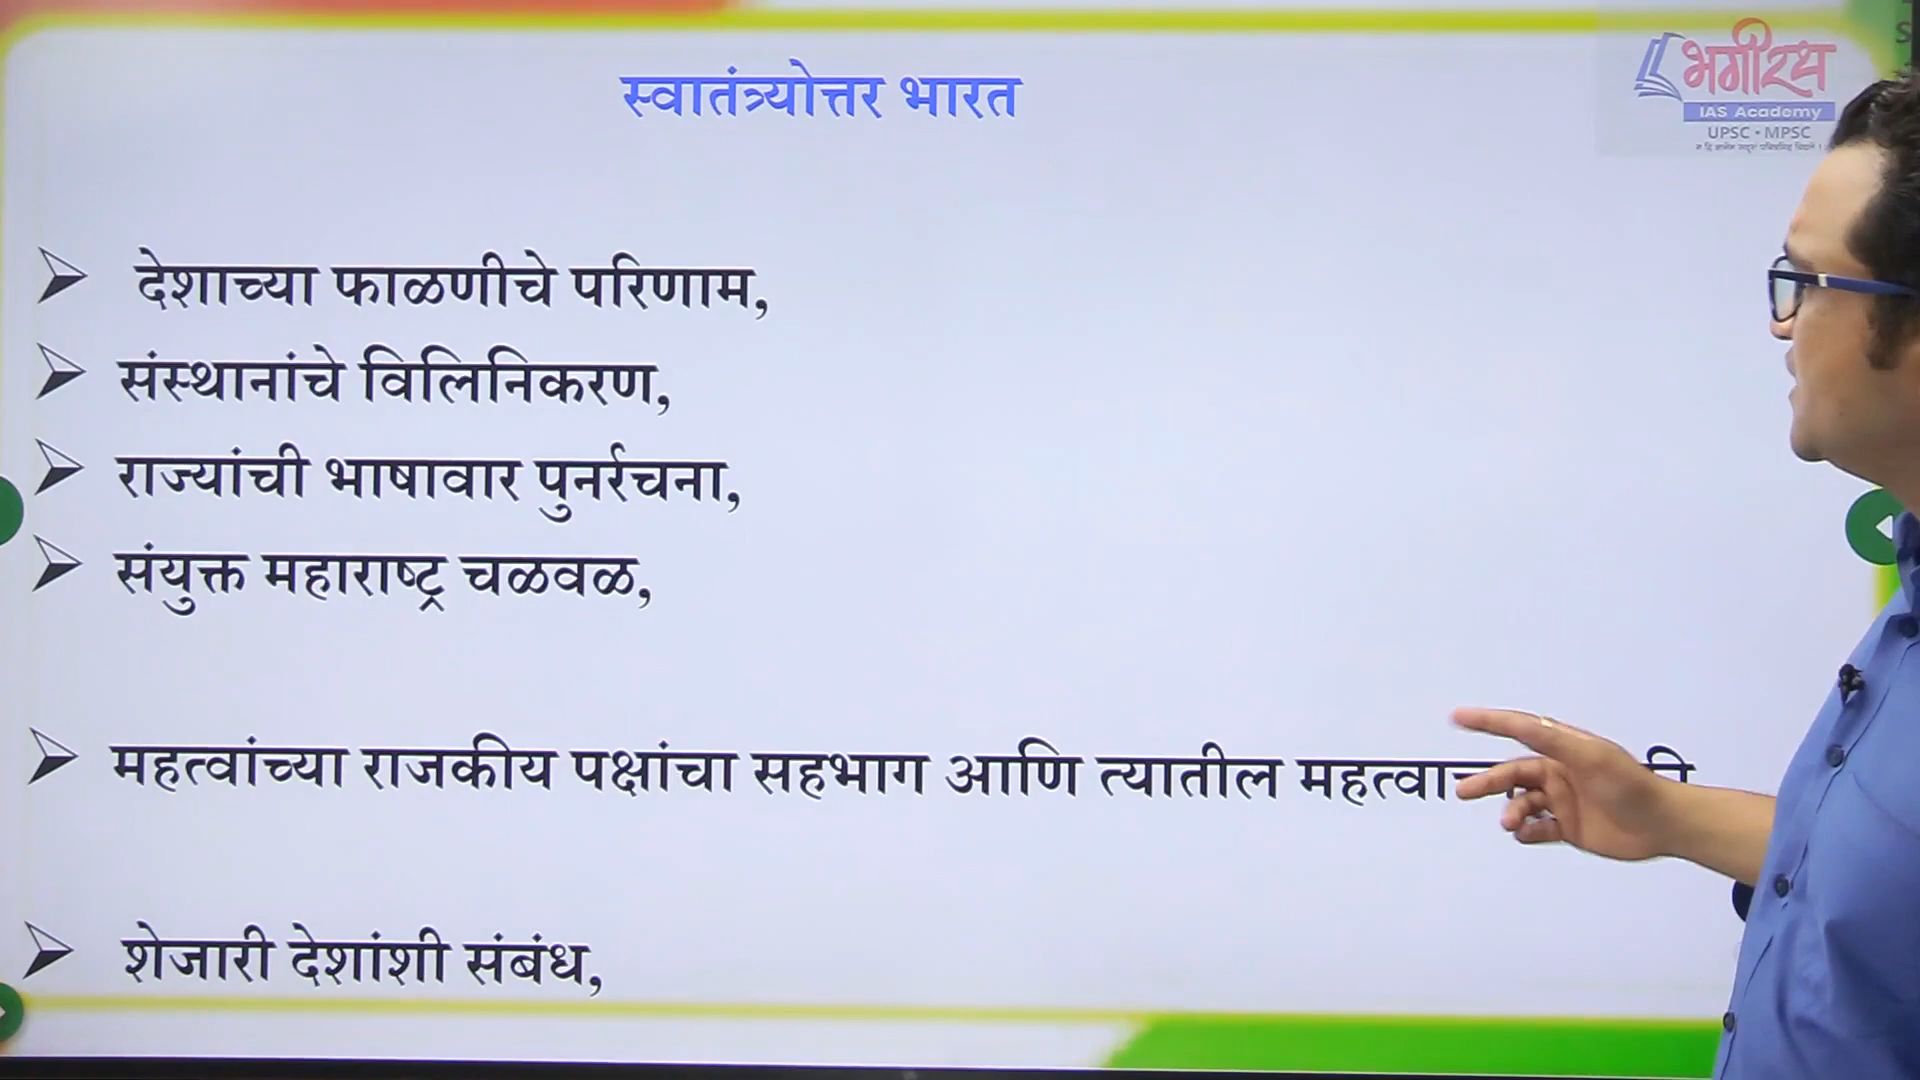 स्वातंत्र्योत्तर भारत
भगीरथ
IAS Academy
UPSC • MPSC
देशाच्या फाळणीचे परिणाम,
संस्थानांचे विलिनिकरण,
राज्यांची भाषावार पुनर्रचना,
संयुक्त महाराष्ट्र चळवळ,
महत्वांच्या राजकीय पक्षांचा सहभाग आणि त्यातील
शेजारी देशांशी संबंध,